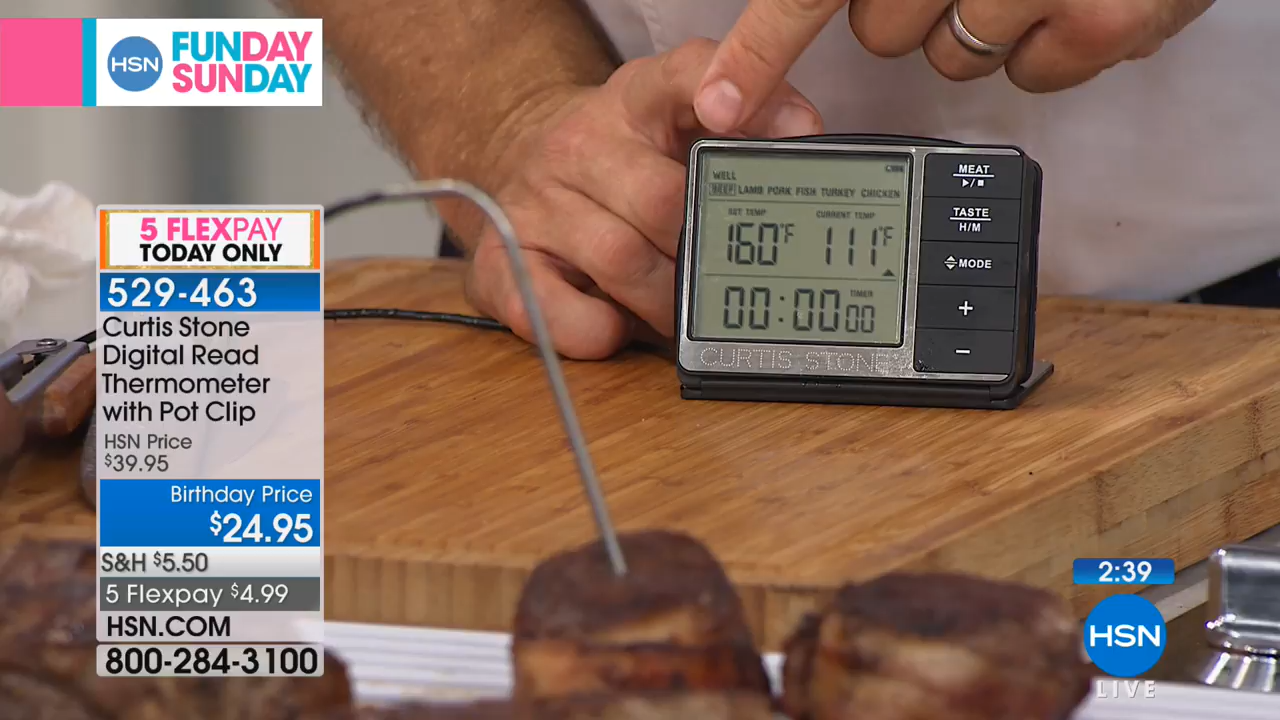 HSN
FUNDAY
SUNDAY
5 FLEXPAY
TODAY ONLY
529-463
Curtis Stone
Digital Read
Thermometer
with Pot Clip
HSN Price
$39.95
Birthday Price
$24.95
S&H $5.50
5 Flexpay $4.99
HSN.COM
800-284-3100
WELL
BEEF LAMB PORK FISH TURKEY CHICKEN
SET TEMP CURRENT TEMP
160°F 111°F
TIMER
00:00 00
CURTIS STONE
MEAT
▶/■
TASTE
H/M
MODE
+
−
2:39
HSN
LIVE